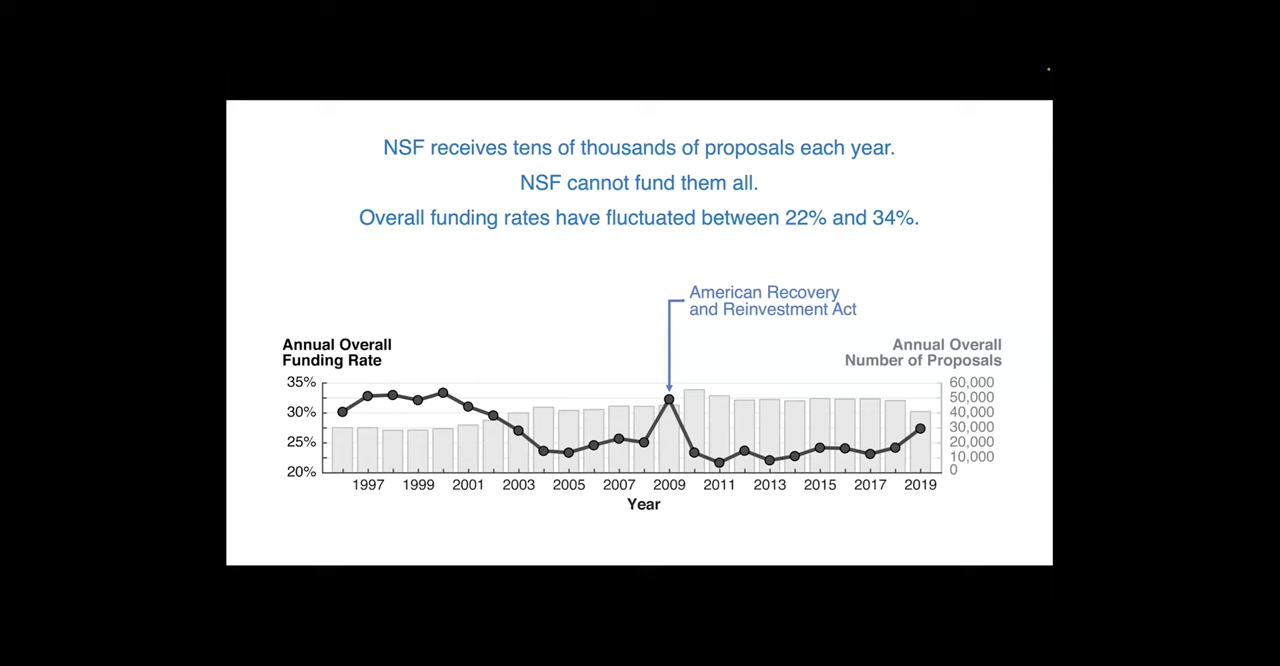 NSF receives tens of thousands of proposals each year.
NSF cannot fund them all.
Overall funding rates have fluctuated between 22% and 34%.
American Recovery
and Reinvestment Act
Annual Overall
Funding Rate
Annual Overall
Number of Proposals
35%
30%
25%
20%
60,000
50,000
40,000
30,000
20,000
10,000
0
1997 1999 2001 2003 2005 2007 2009 2011 2013 2015 2017 2019
Year